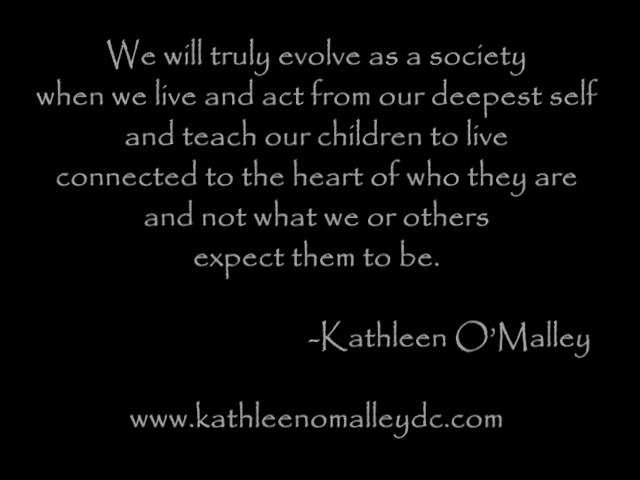 We will truly evolve as a society
when we live and act from our deepest self
and teach our children to live
connected to the heart of who they are
and not what we or others
expect them to be.
-Kathleen O'Malley
www.kathleenomalleydc.com